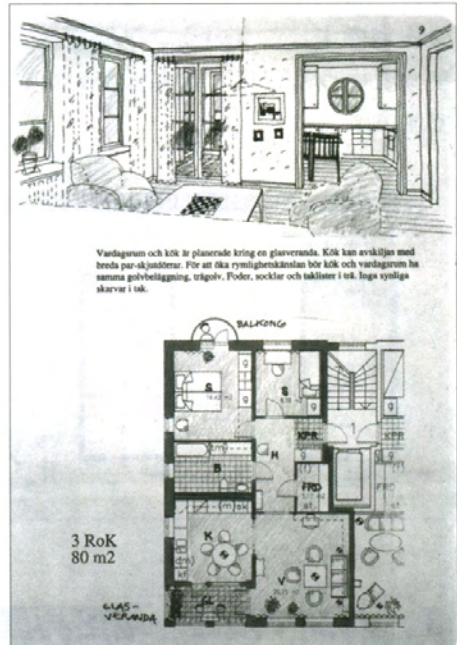 9
Vardagsrum och kök är planerade kring en glasveranda. Kök kan avskiljas med
breda par-skjutdörrar. För att öka rymlighetskänslan bör kök och vardagsrum ha
samma golvbeläggning, trägolv. Foder, socklar och taklister i trä. Inga synliga
skarvar i tak.
BALKONG
S
S
KPR
KPR
H
B
FRD
FRD
K
V
3 RoK
80 m2
GLAS-
VERANDA